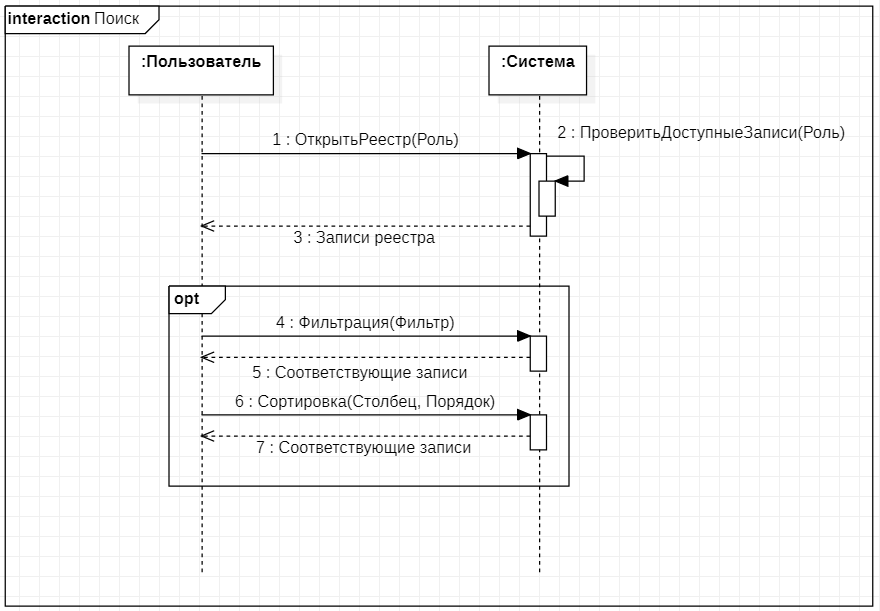 interaction Поиск
:Пользователь
:Система
2 : ПроверитьДоступныеЗаписи(Роль)
1 : ОткрытьРеестр(Роль)
3 : Записи реестра
opt
4 : Фильтрация(Фильтр)
5 : Соответствующие записи
6 : Сортировка(Столбец, Порядок)
7 : Соответствующие записи